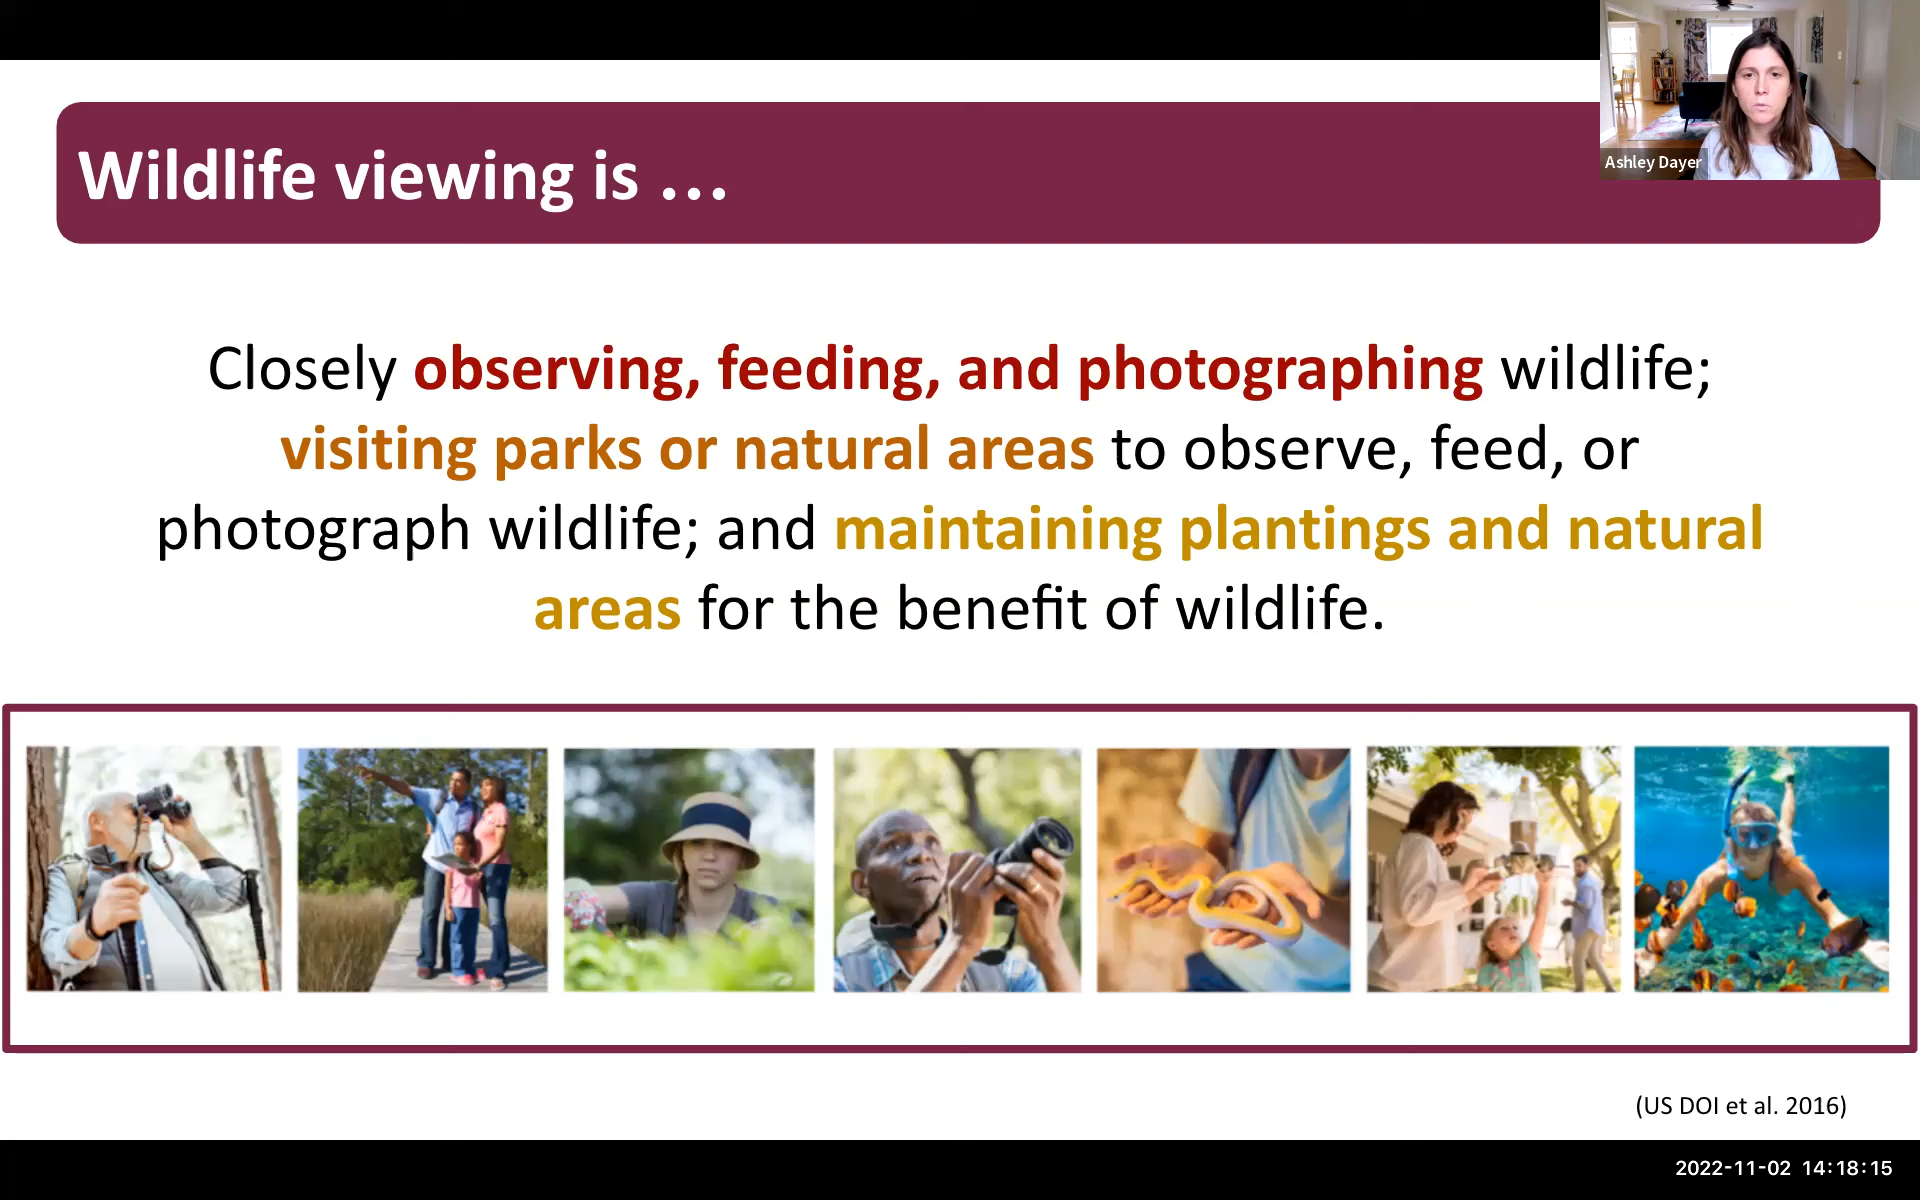 Ashley Dayer
Wildlife viewing is ...
Closely observing, feeding, and photographing wildlife;
visiting parks or natural areas to observe, feed, or
photograph wildlife; and maintaining plantings and natural
areas for the benefit of wildlife.
(US DOI et al. 2016)
2022-11-02 14:18:15